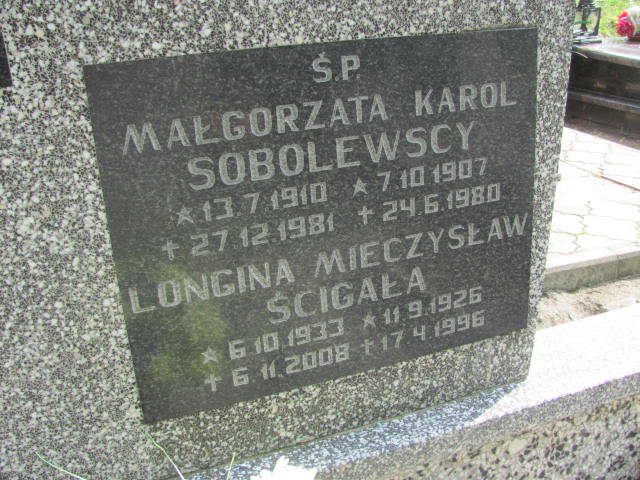 Ś.P.
MAŁGORZATA KAROL
SOBOLEWSCY
★13.7.1910 ★7.10.1907
+27.12.1981 +24.6.1980
LONGINA MIECZYSŁAW
ŚCIGAŁA
★6.10.1933 ★11.9.1926
+6.11.2008 +17.4.1996